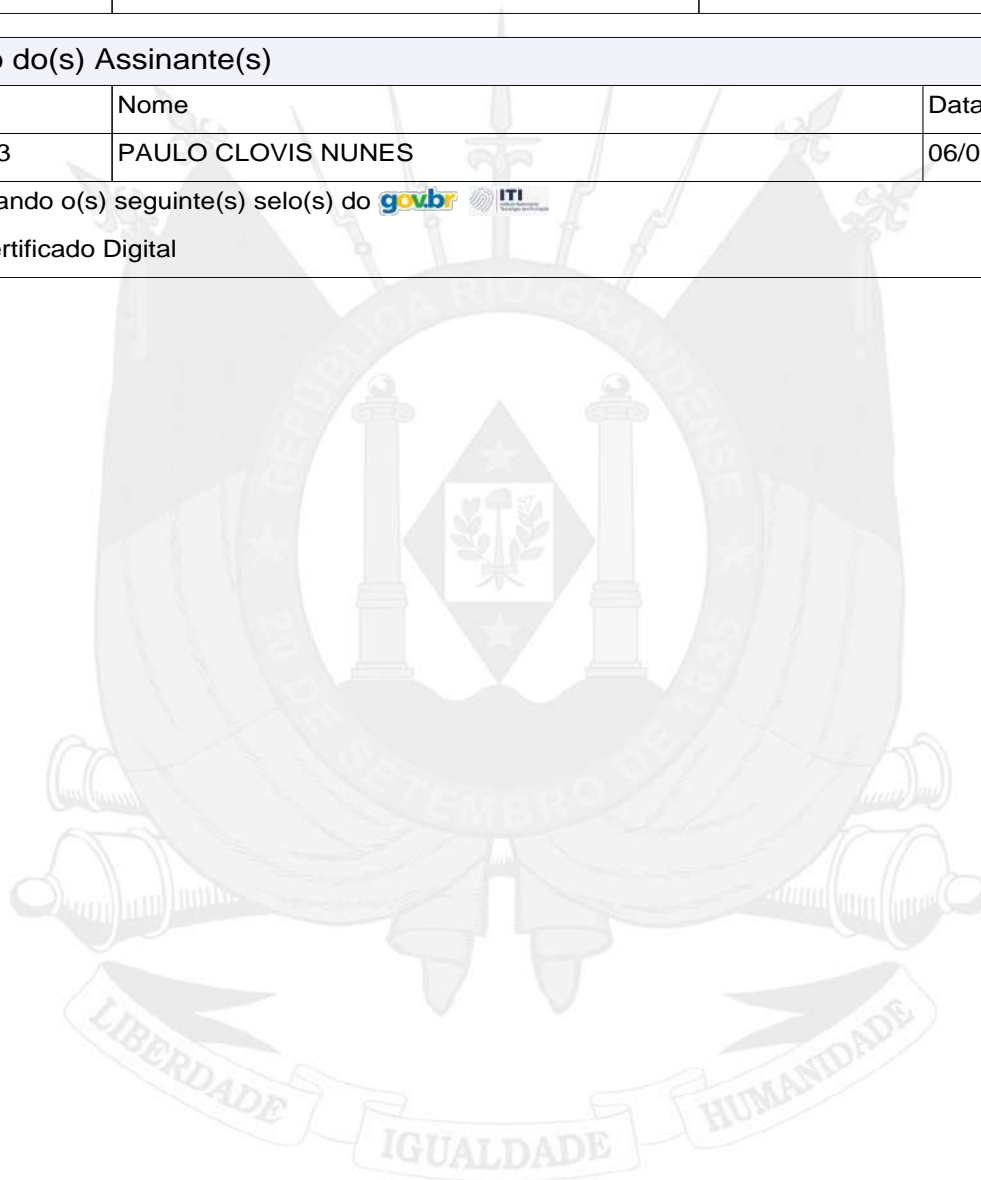 o do(s) Assinante(s)
Nome Data
3 PAULO CLOVIS NUNES 06/0
ando o(s) seguinte(s) selo(s) do gov.br ITI
ertificado Digital
REPÚBLICA RIO-GRANDENSE
20 DE SETEMBRO DE 1835
LIBERDADE IGUALDADE HUMANIDADE